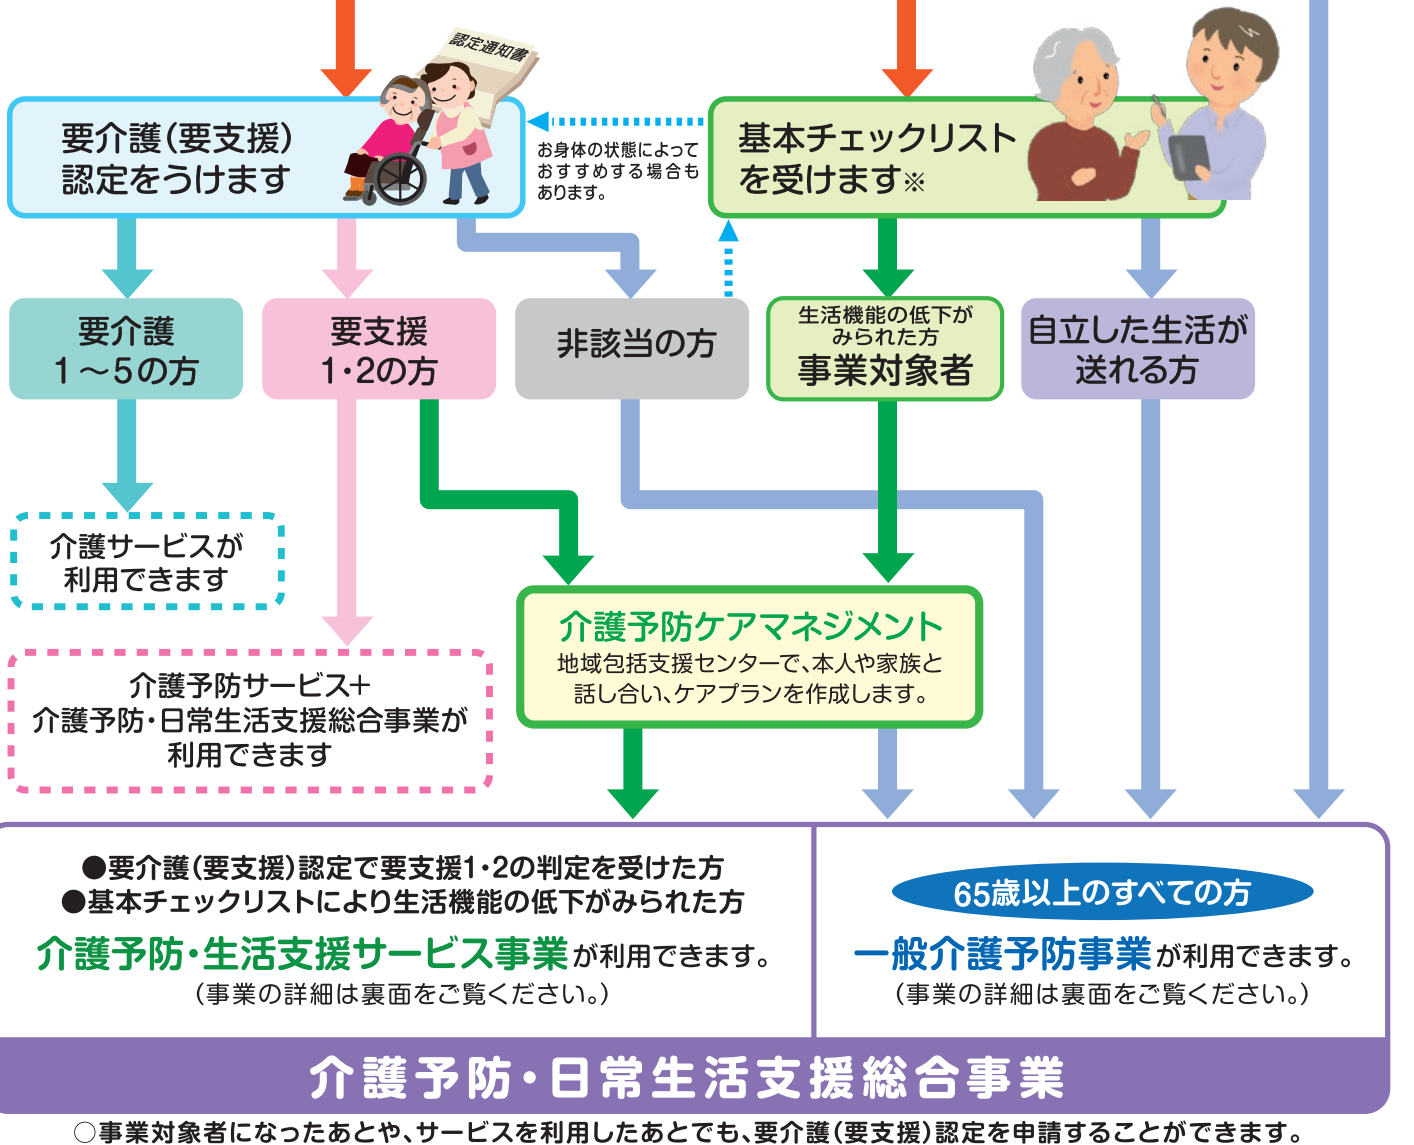 認定通知書
要介護(要支援)
認定をうけます
お身体の状態によって
おすすめする場合も
あります。
基本チェックリスト
を受けます※
要介護
1～5の方
要支援
1・2の方
非該当の方
生活機能の低下が
みられた方
事業対象者
自立した生活が
送れる方
介護サービスが
利用できます
介護予防サービス+
介護予防・日常生活支援総合事業が
利用できます
介護予防ケアマネジメント
地域包括支援センターで、本人や家族と
話し合い、ケアプランを作成します。
●要介護(要支援)認定で要支援1・2の判定を受けた方
●基本チェックリストにより生活機能の低下がみられた方
介護予防・生活支援サービス事業が利用できます。
(事業の詳細は裏面をご覧ください。)
65歳以上のすべての方
一般介護予防事業が利用できます。
(事業の詳細は裏面をご覧ください。)
介護予防・日常生活支援総合事業
○事業対象者になったあとや、サービスを利用したあとでも、要介護(要支援)認定を申請することができます。